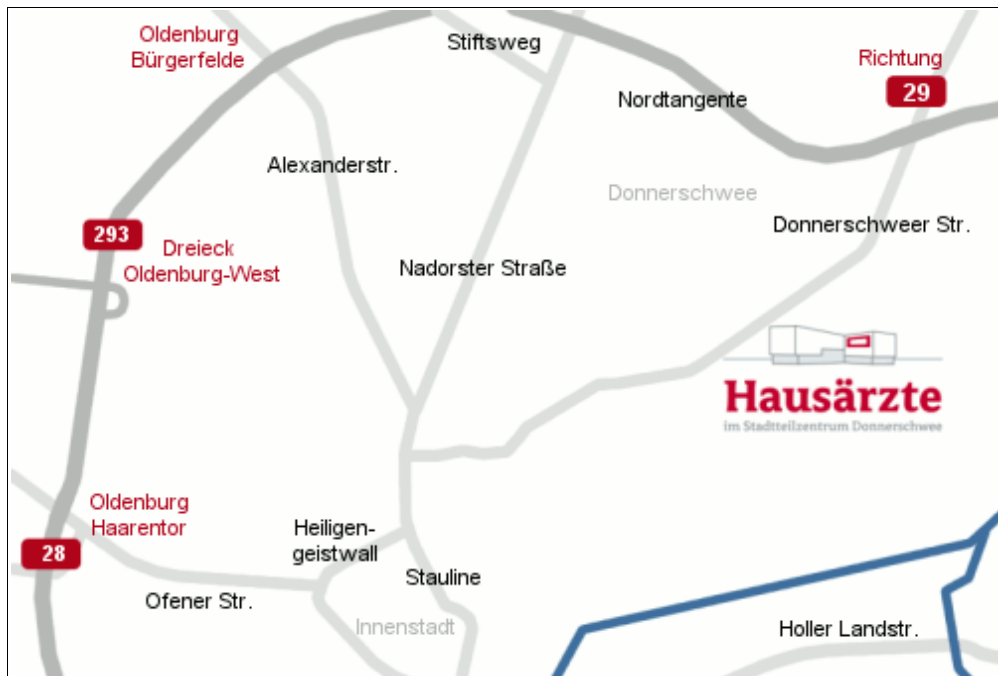 Oldenburg
Bürgerfelde
Stiftsweg
Richtung
29
Nordtangente
Alexanderstr.
Donnerschwee
Donnerschweer Str.
293
Dreieck
Oldenburg-West
Nadorster Straße
Hausärzte
im Stadtteilzentrum Donnerschwee
Oldenburg
Haarentor
Heiligen-
geistwall
28
Stauline
Ofener Str.
Innenstadt
Holler Landstr.